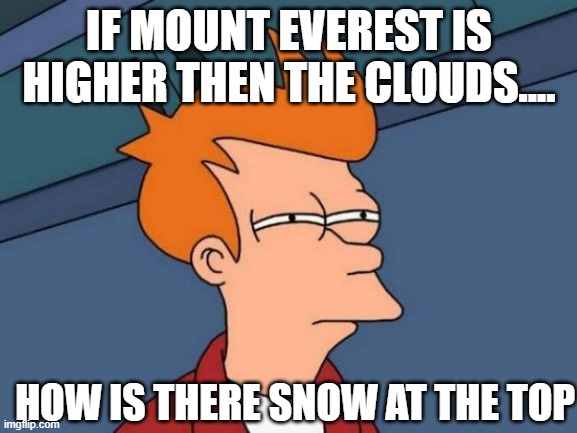 IF MOUNT EVEREST IS
HIGHER THEN THE CLOUDS....
HOW IS THERE SNOW AT THE TOP
imgflip.com